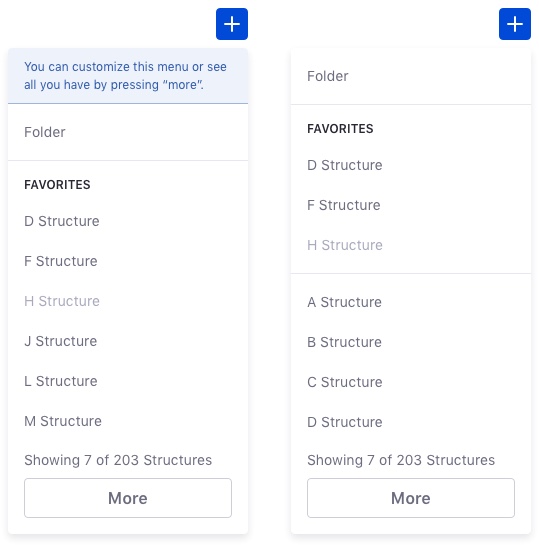 You can customize this menu or see
all you have by pressing “more”.
Folder
FAVORITES
D Structure
F Structure
H Structure
J Structure
L Structure
M Structure
Showing 7 of 203 Structures
More
Folder
FAVORITES
D Structure
F Structure
H Structure
A Structure
B Structure
C Structure
D Structure
Showing 7 of 203 Structures
More